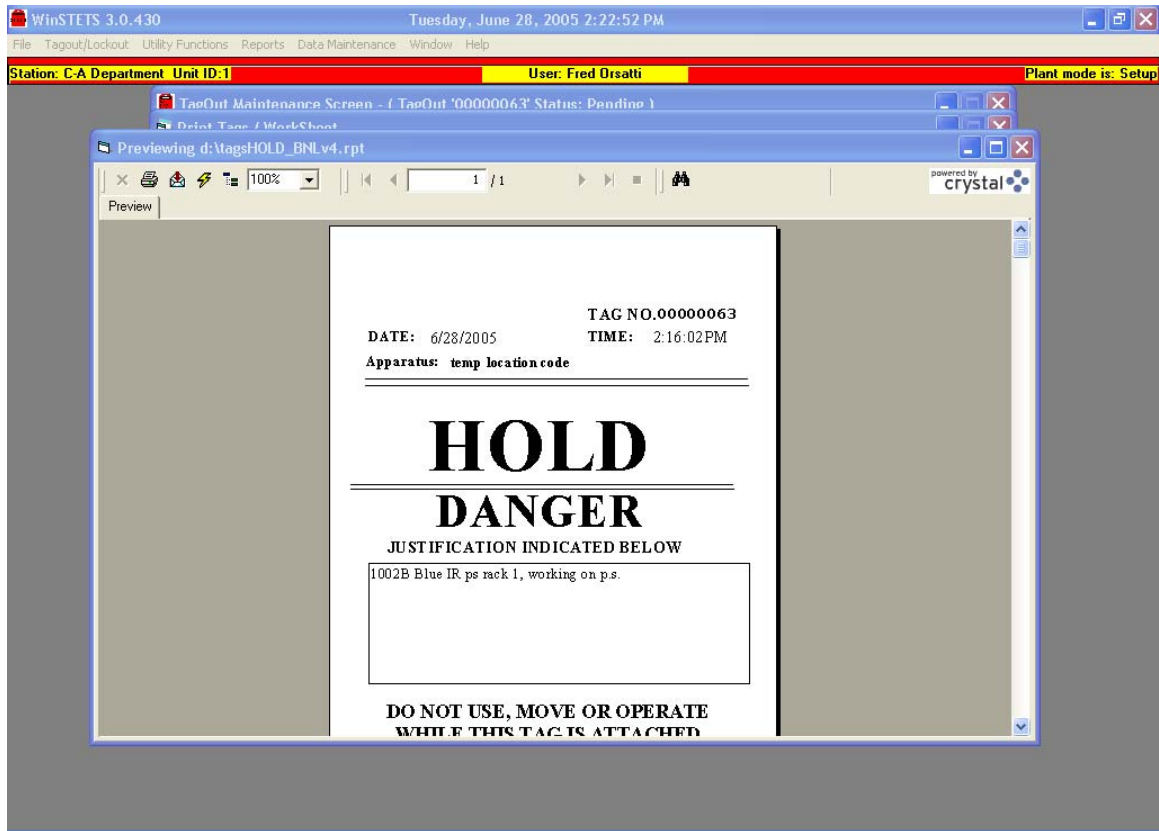 WinSTETS 3.0.430 Tuesday, June 28, 2005 2:22:52 PM
File Tagout/Lockout Utility Functions Reports Data Maintenance Window Help
Station: C-A Department Unit ID:1 User: Fred Orsatti Plant mode is: Setup
TagOut Maintenance Screen - ( TagOut '00000063' Status: Pending )
Print Tags / WorkSheet
Previewing d:\tagsHOLD_BNLv4.rpt
100% 1 /1 powered by crystal
Preview
TAG NO.00000063
DATE: 6/28/2005 TIME: 2:16:02PM
Apparatus: temp location code
HOLD
DANGER
JUSTIFICATION INDICATED BELOW
1002B Blue IR ps rack 1, working on p.s.
DO NOT USE, MOVE OR OPERATE
WHILE THIS TAG IS ATTACHED